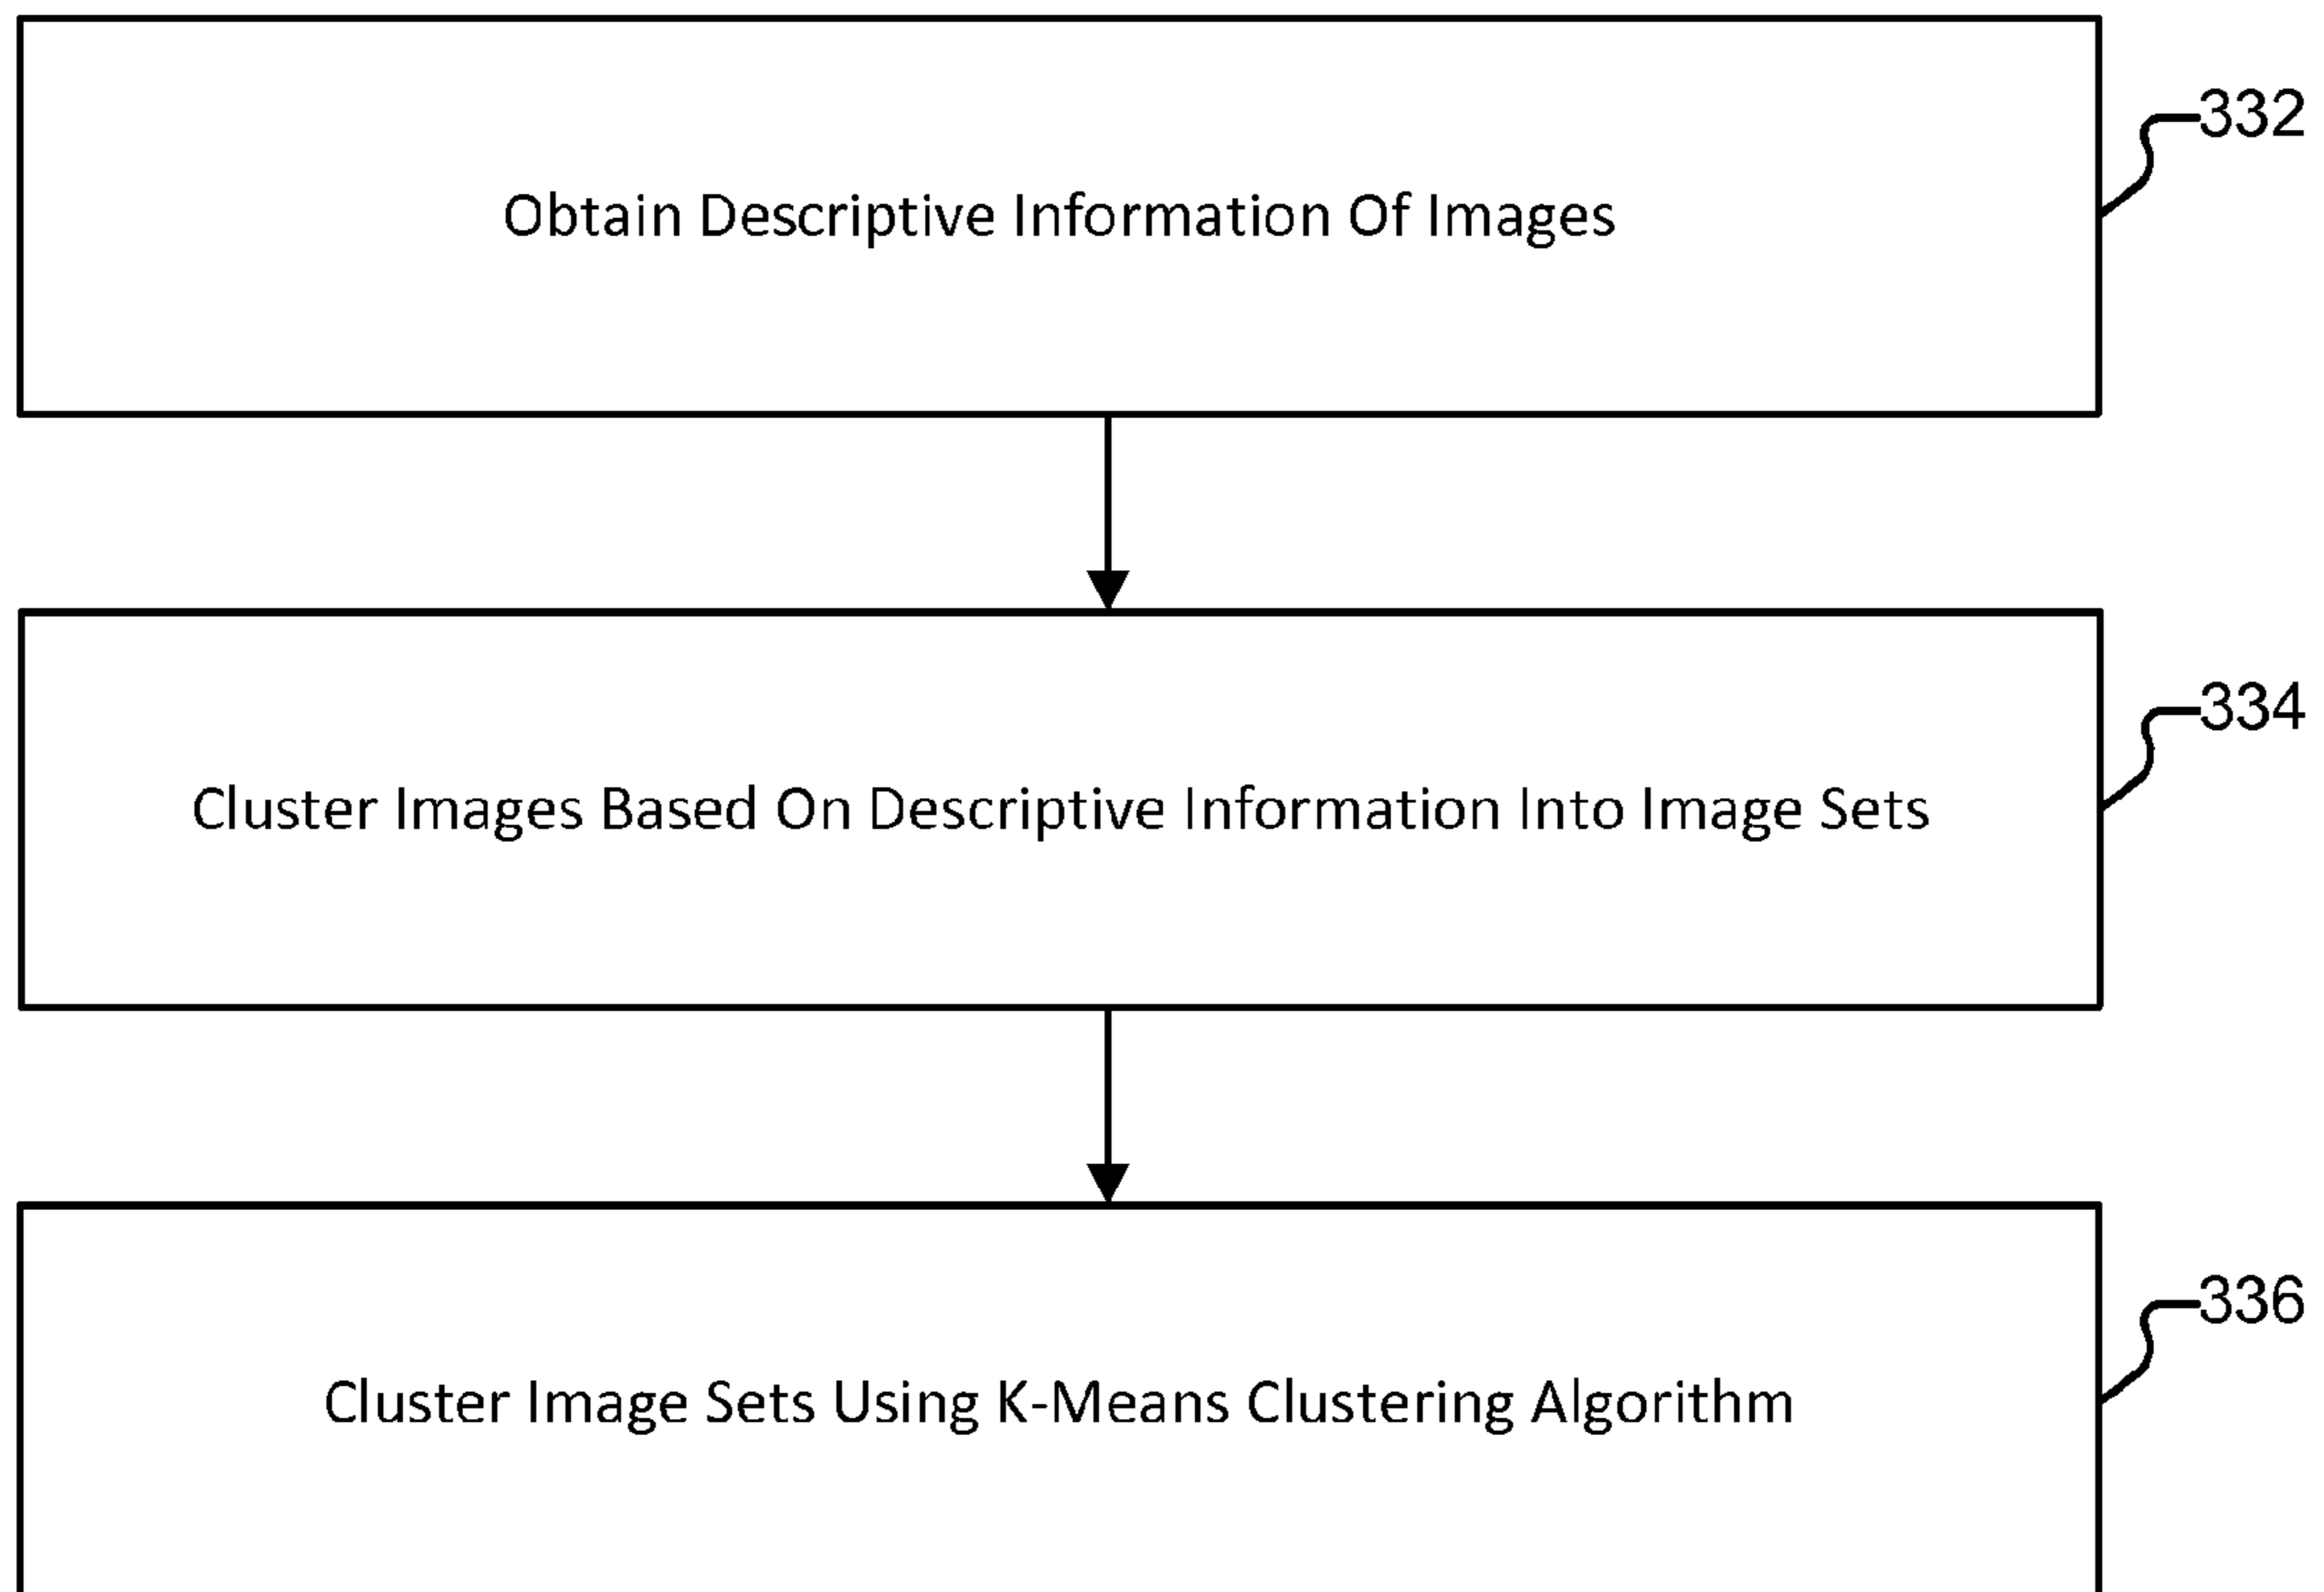 332
Obtain Descriptive Information Of Images
334
Cluster Images Based On Descriptive Information Into Image Sets
336
Cluster Image Sets Using K-Means Clustering Algorithm